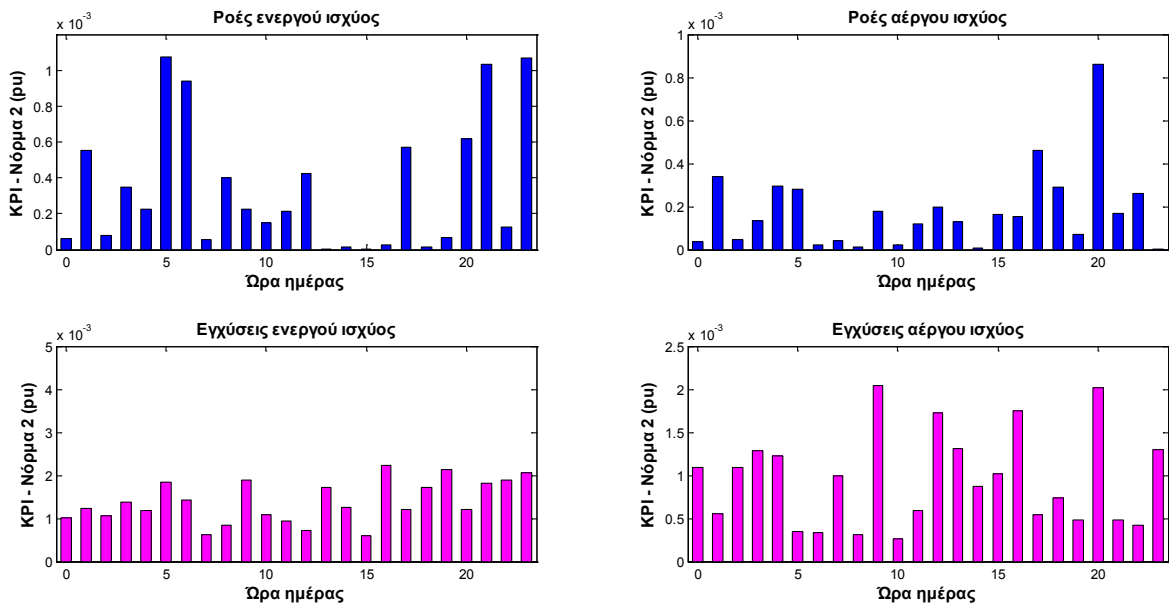 Ροές ενεργού ισχύος
x 10^-3
KPI - Νόρμα 2 (pu)
1
0.8
0.6
0.4
0.2
0
0 5 10 15 20
Ώρα ημέρας
Ροές αέργου ισχύος
x 10^-3
KPI - Νόρμα 2 (pu)
1
0.8
0.6
0.4
0.2
0
0 5 10 15 20
Ώρα ημέρας
Εγχύσεις ενεργού ισχύος
x 10^-3
KPI - Νόρμα 2 (pu)
5
4
3
2
1
0
0 5 10 15 20
Ώρα ημέρας
Εγχύσεις αέργου ισχύος
x 10^-3
KPI - Νόρμα 2 (pu)
2.5
2
1.5
1
0.5
0
0 5 10 15 20
Ώρα ημέρας